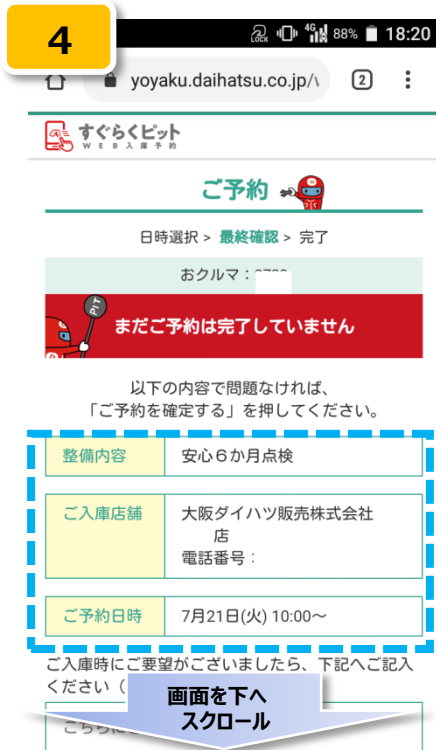 4
LOCK 4G 88% 18:20
yoyaku.daihatsu.co.jp/v
2
すぐらくピット
WEB入庫予約
ご予約
PIT
日時選択 > 最終確認 > 完了
おクルマ：
PIT
まだご予約は完了していません
以下の内容で問題なければ、
「ご予約を確定する」を押してください。
整備内容 安心６か月点検
ご入庫店舗 大阪ダイハツ販売株式会社
店
電話番号：
ご予約日時 7月21日(火) 10:00～
ご入庫時にご要望がございましたら、下記へご記入
ください（
画面を下へ
スクロール
こちらに